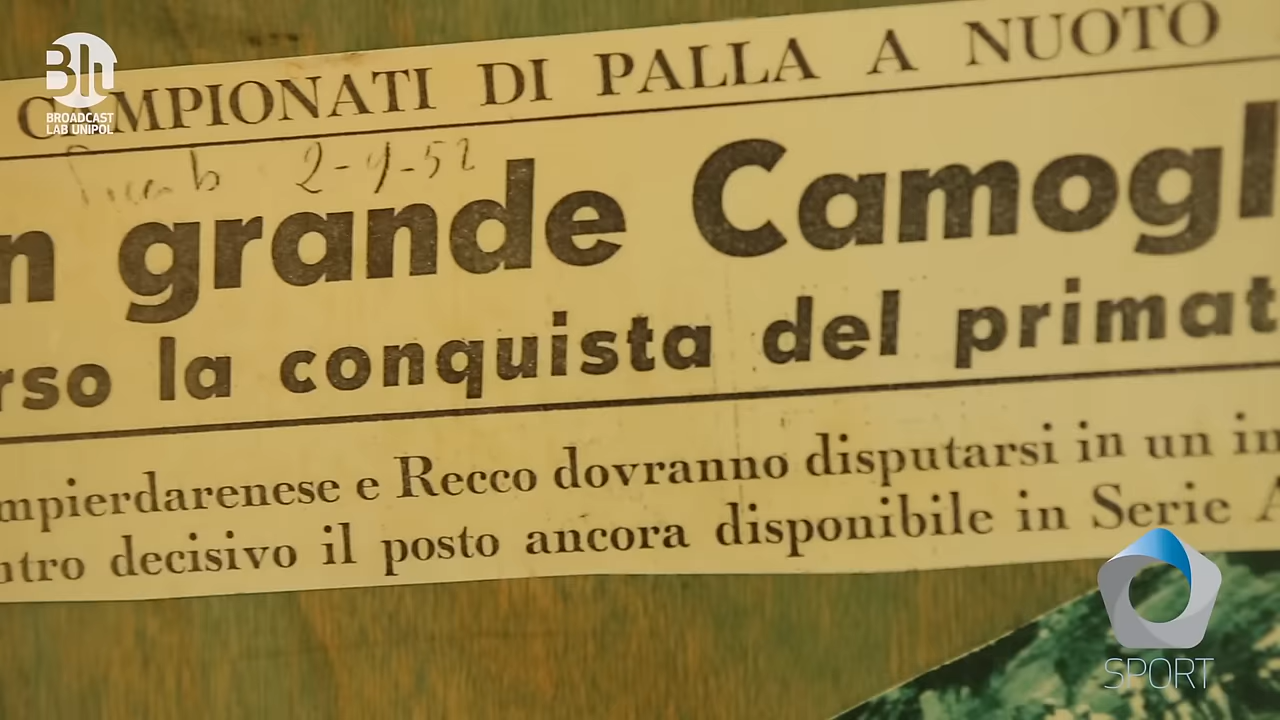 BROADCAST
LAB UNIPOL
CAMPIONATI DI PALLA A NUOTO
2-9-52
n grande Camogl
rso la conquista del primat
mpierdarenese e Recco dovranno disputarsi in un in
ntro decisivo il posto ancora disponibile in Serie A
SPORT